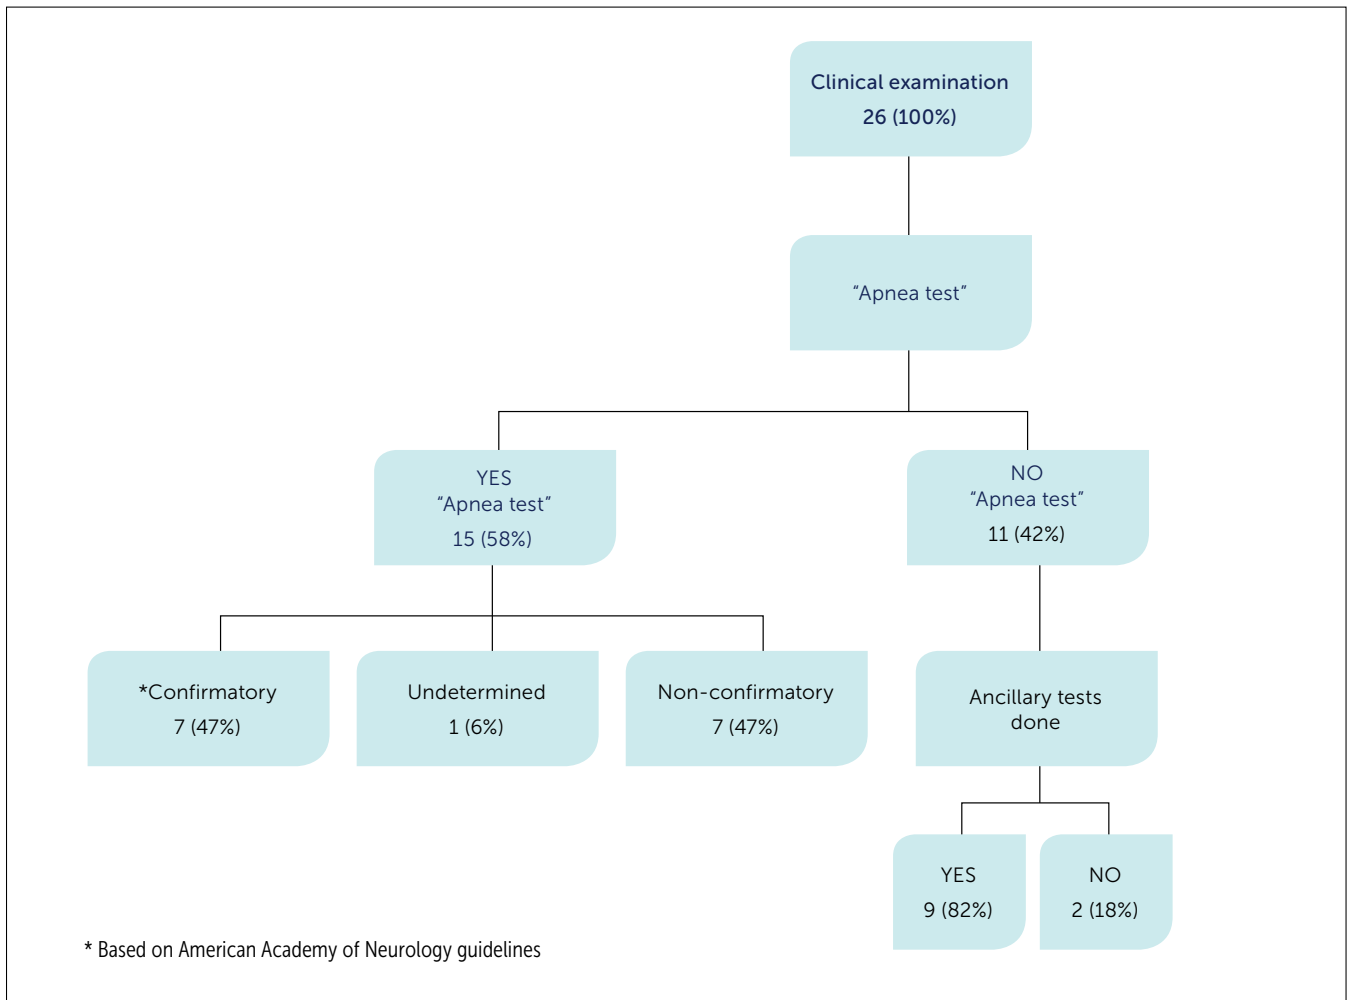 Clinical examination
26 (100%)
“Apnea test”
YES
“Apnea test”
15 (58%)
NO
“Apnea test”
11 (42%)
*Confirmatory
7 (47%)
Undetermined
1 (6%)
Non-confirmatory
7 (47%)
Ancillary tests
done
YES
9 (82%)
NO
2 (18%)
* Based on American Academy of Neurology guidelines